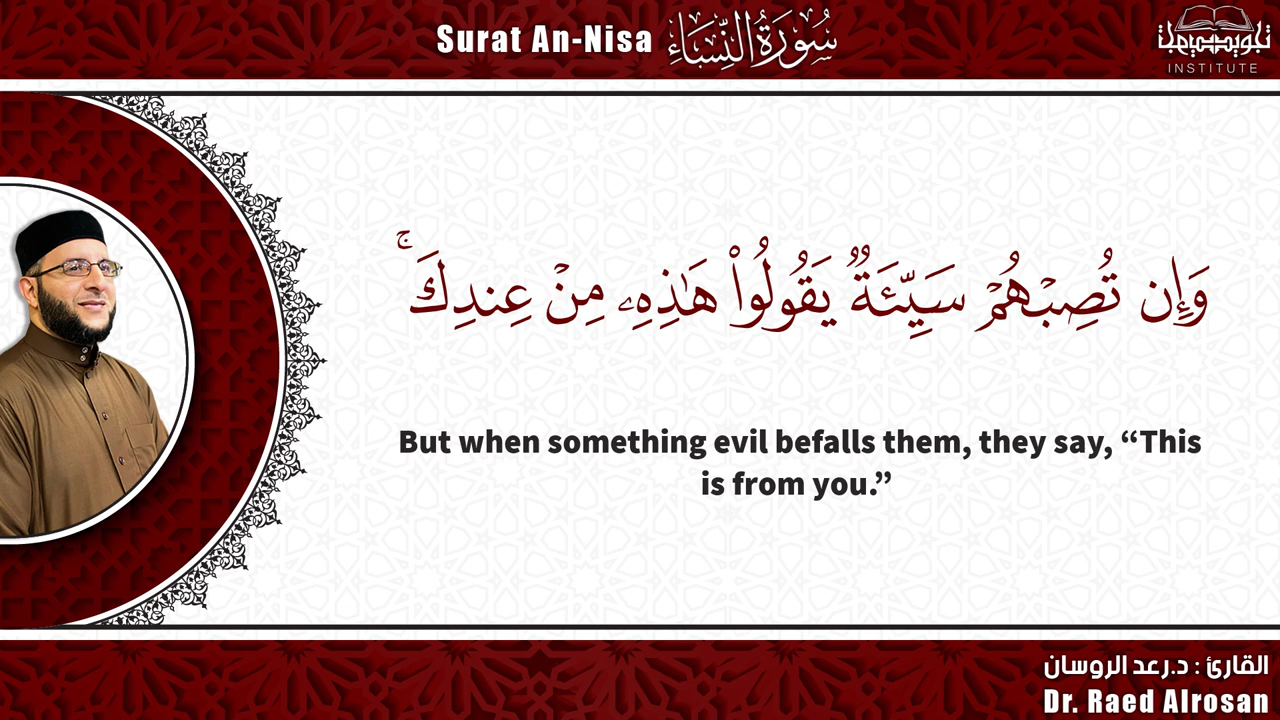 Surat An-Nisa سُورَةُ النِّسَاءِ
INSTITUTE
وَإِن تُصِبْهُمْ سَيِّئَةٌ يَقُولُوا۟ هَـٰذِهِۦ مِنْ عِندِكَ ۚ
But when something evil befalls them, they say, “This
is from you.”
القارئ : د.رعد الروسان
Dr. Raed Alrosan